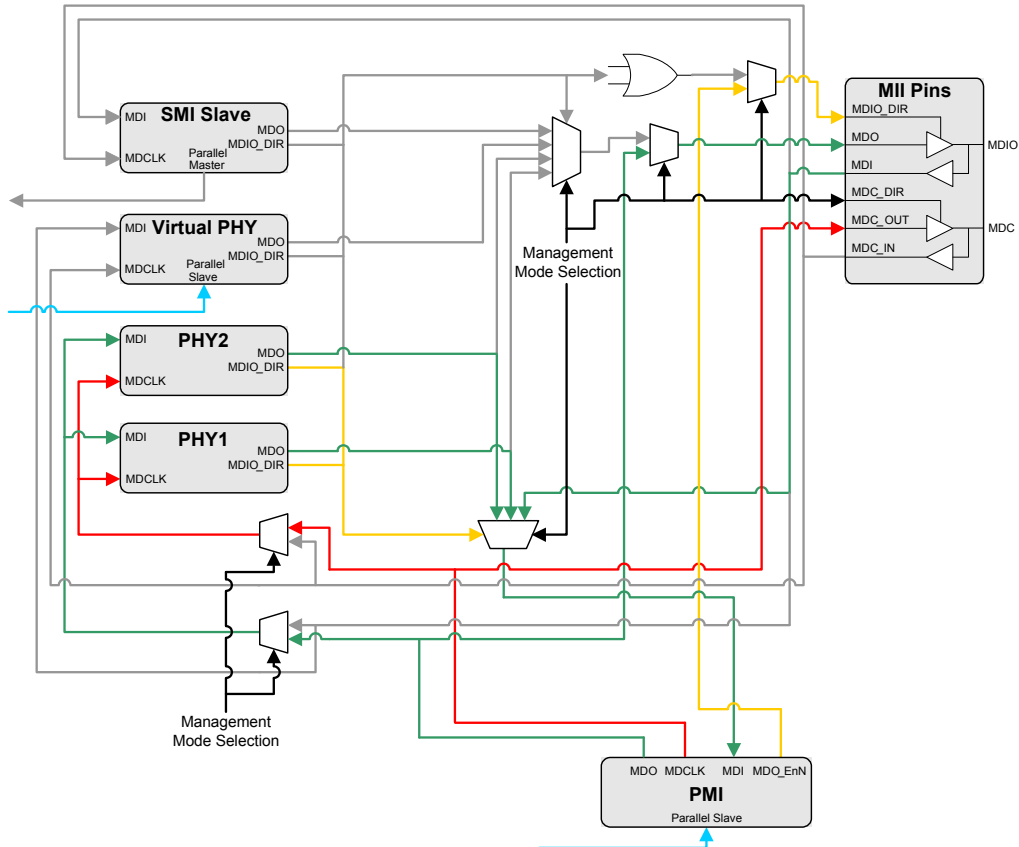 SMI Slave
MDI
MDO
MDIO_DIR
MDCLK
Parallel
Master
Virtual PHY
MDI
MDO
MDIO_DIR
MDCLK
Parallel
Slave
PHY2
MDI
MDO
MDIO_DIR
MDCLK
PHY1
MDI
MDO
MDIO_DIR
MDCLK
Management
Mode Selection
MII Pins
MDIO_DIR
MDO
MDIO
MDI
MDC_DIR
MDC_OUT
MDC
MDC_IN
Management
Mode Selection
MDO
MDCLK
MDI
MDO_EnN
PMI
Parallel Slave